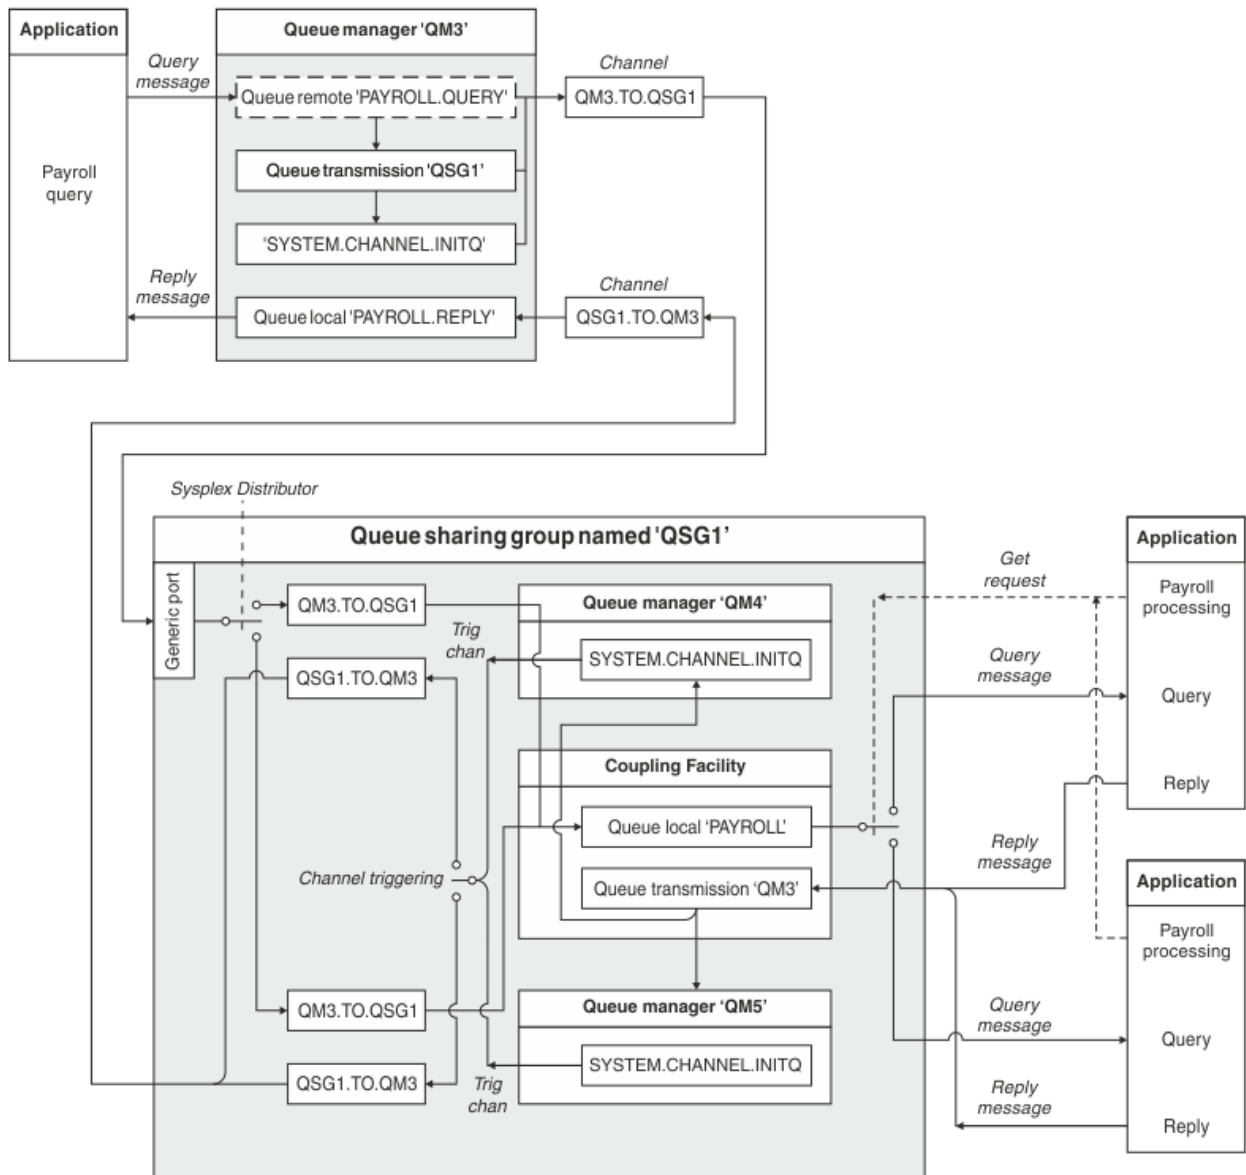 Application
Queue manager 'QM3'
Query
message
Channel
Queue remote 'PAYROLL.QUERY'
QM3.TO.QSG1
Payroll
query
Queue transmission 'QSG1'
'SYSTEM.CHANNEL.INITQ'
Reply
message
Channel
Queue local 'PAYROLL.REPLY'
QSG1.TO.QM3
Sysplex Distributor
Queue sharing group named 'QSG1'
Generic port
QM3.TO.QSG1
QSG1.TO.QM3
Trig
chan
Queue manager ‘QM4’
SYSTEM.CHANNEL.INITQ
Coupling Facility
Queue local ‘PAYROLL’
Queue transmission ‘QM3’
Channel triggering
QM3.TO.QSG1
QSG1.TO.QM3
Trig
chan
Queue manager ‘QM5’
SYSTEM.CHANNEL.INITQ
Get
request
Query
message
Reply
message
Application
Payroll
processing
Query
Reply
Query
message
Reply
message
Application
Payroll
processing
Query
Reply